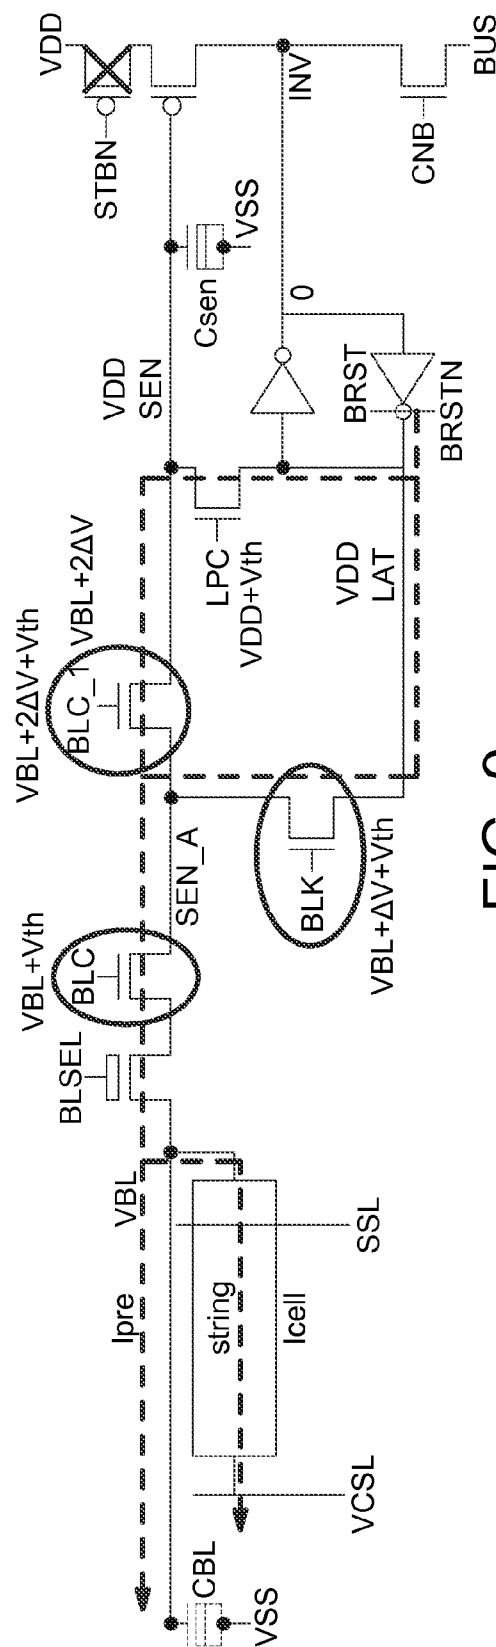 VDD
STBN
INV
CNB
BUS
Csen
VSS
VDD
SEN
0
BRST
BRSTN
LPC
VDD+Vth
VDD
LAT
VBL+2ΔV+Vth
BLC_1
VBL+2ΔV
SEN_A
BLK
VBL+ΔV+Vth
VBL+Vth
BLC
BLSEL
VBL
Ipre
string
Icell
SSL
VCSL
CBL
VSS
FIG.